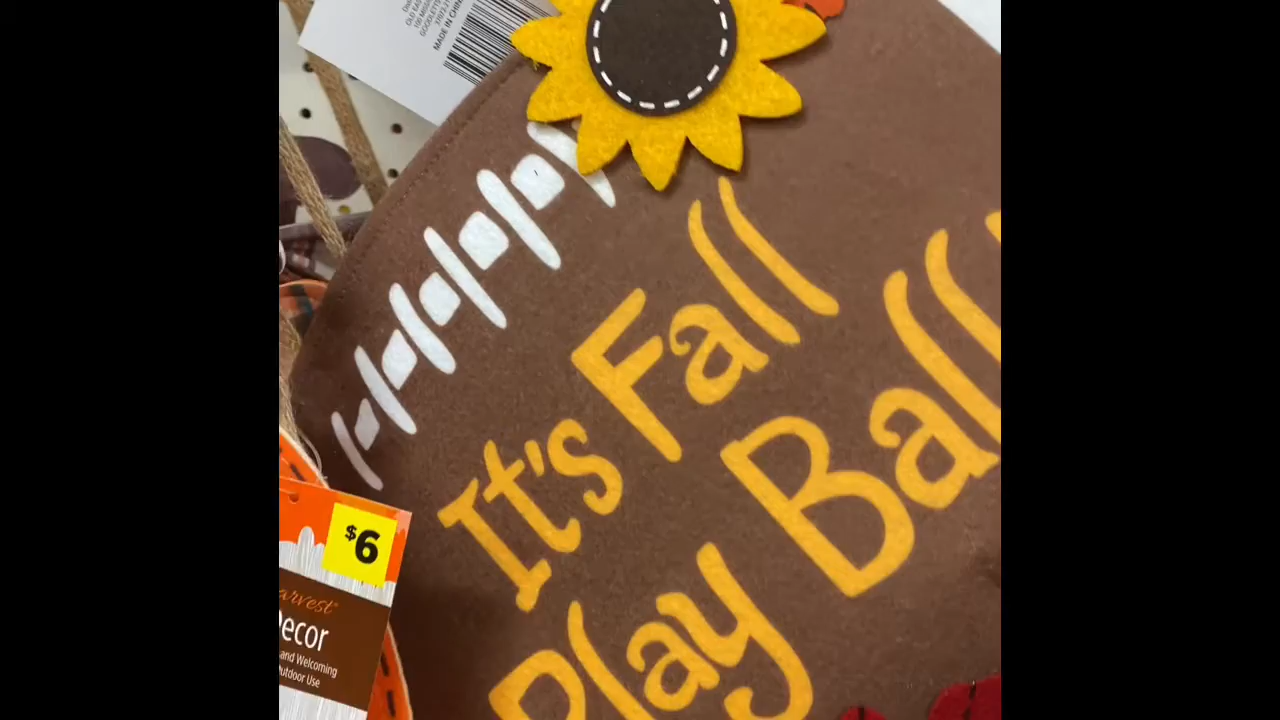 MADE IN CHINA
It's Fall
Play Ball
$6
Decor
and Welcoming
Outdoor Use